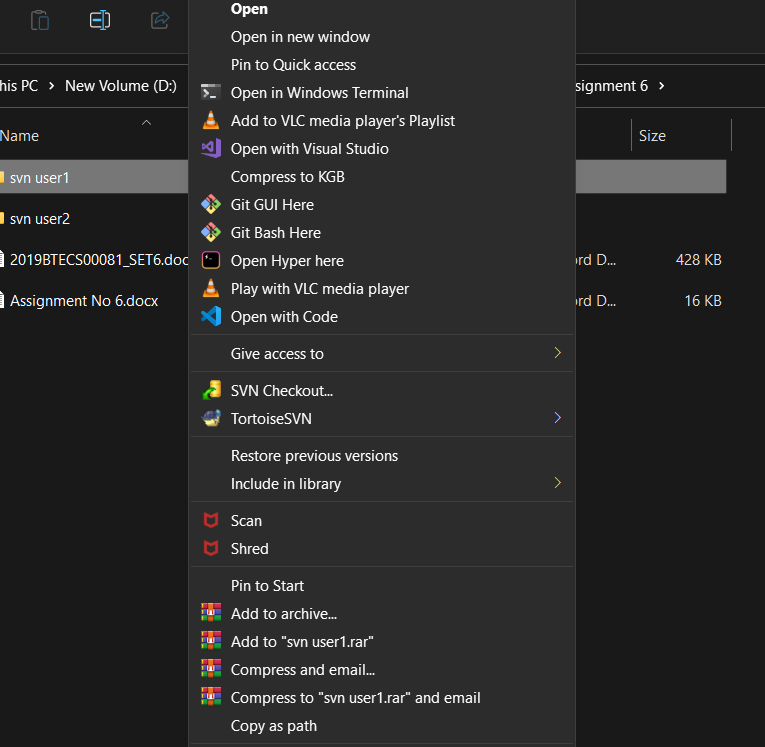 Open
Open in new window
Pin to Quick access
his PC > New Volume (D:)
signment 6 >
Open in Windows Terminal
Add to VLC media player's Playlist
Name
Size
Open with Visual Studio
svn user1
Compress to KGB
Git GUI Here
svn user2
Git Bash Here
2019BTECS00081_SET6.doc
Open Hyper here
ord D...
428 KB
Play with VLC media player
Assignment No 6.docx
ord D...
16 KB
Open with Code
Give access to
SVN Checkout...
TortoiseSVN
Restore previous versions
Include in library
Scan
Shred
Pin to Start
Add to archive...
Add to "svn user1.rar"
Compress and email...
Compress to "svn user1.rar" and email
Copy as path